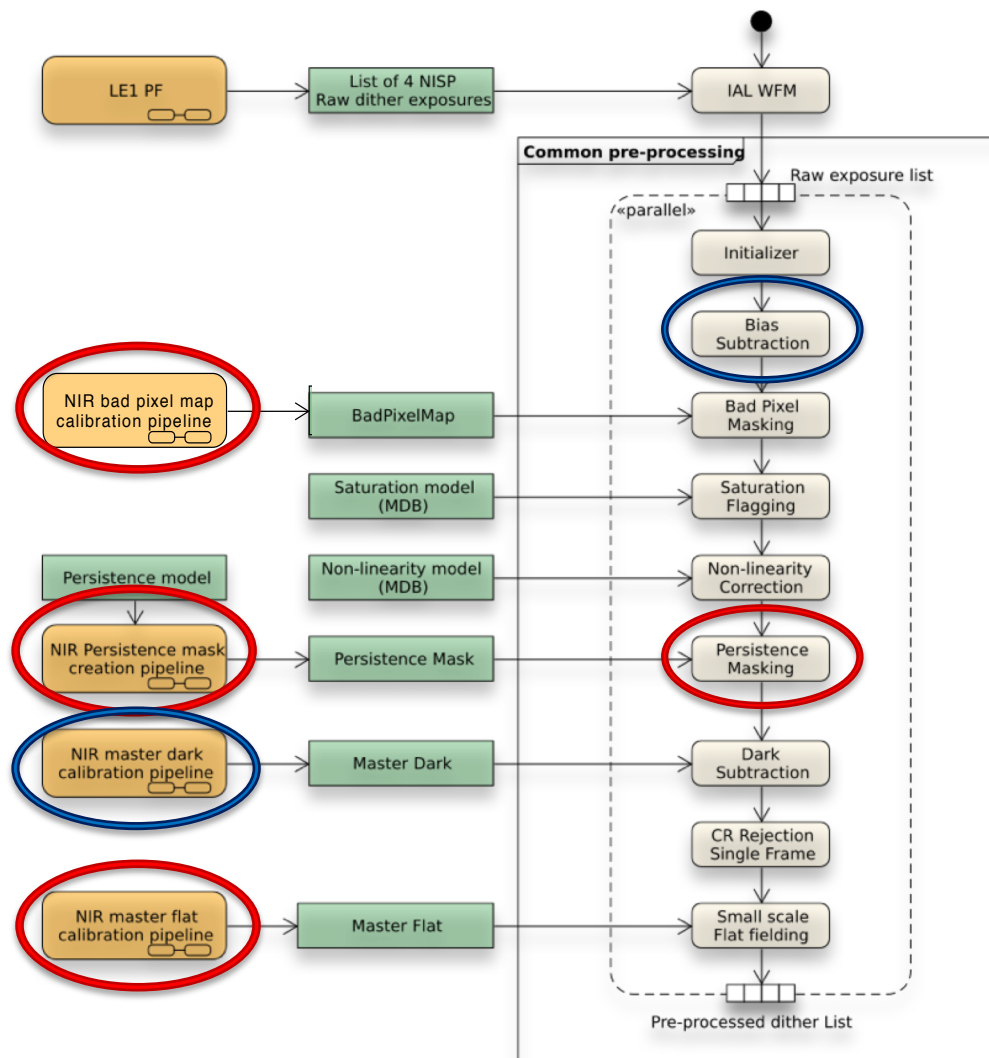 LE1 PF
List of 4 NISP
Raw dither exposures
IAL WFM
Common pre-processing
Raw exposure list
«parallel»
Initializer
Bias
Subtraction
NIR bad pixel map
calibration pipeline
BadPixelMap
Bad Pixel
Masking
Saturation model
(MDB)
Saturation
Flagging
Persistence model
Non-linearity model
(MDB)
Non-linearity
Correction
NIR Persistence mask
creation pipeline
Persistence Mask
Persistence
Masking
NIR master dark
calibration pipeline
Master Dark
Dark
Subtraction
CR Rejection
Single Frame
NIR master flat
calibration pipeline
Master Flat
Small scale
Flat fielding
Pre-processed dither List